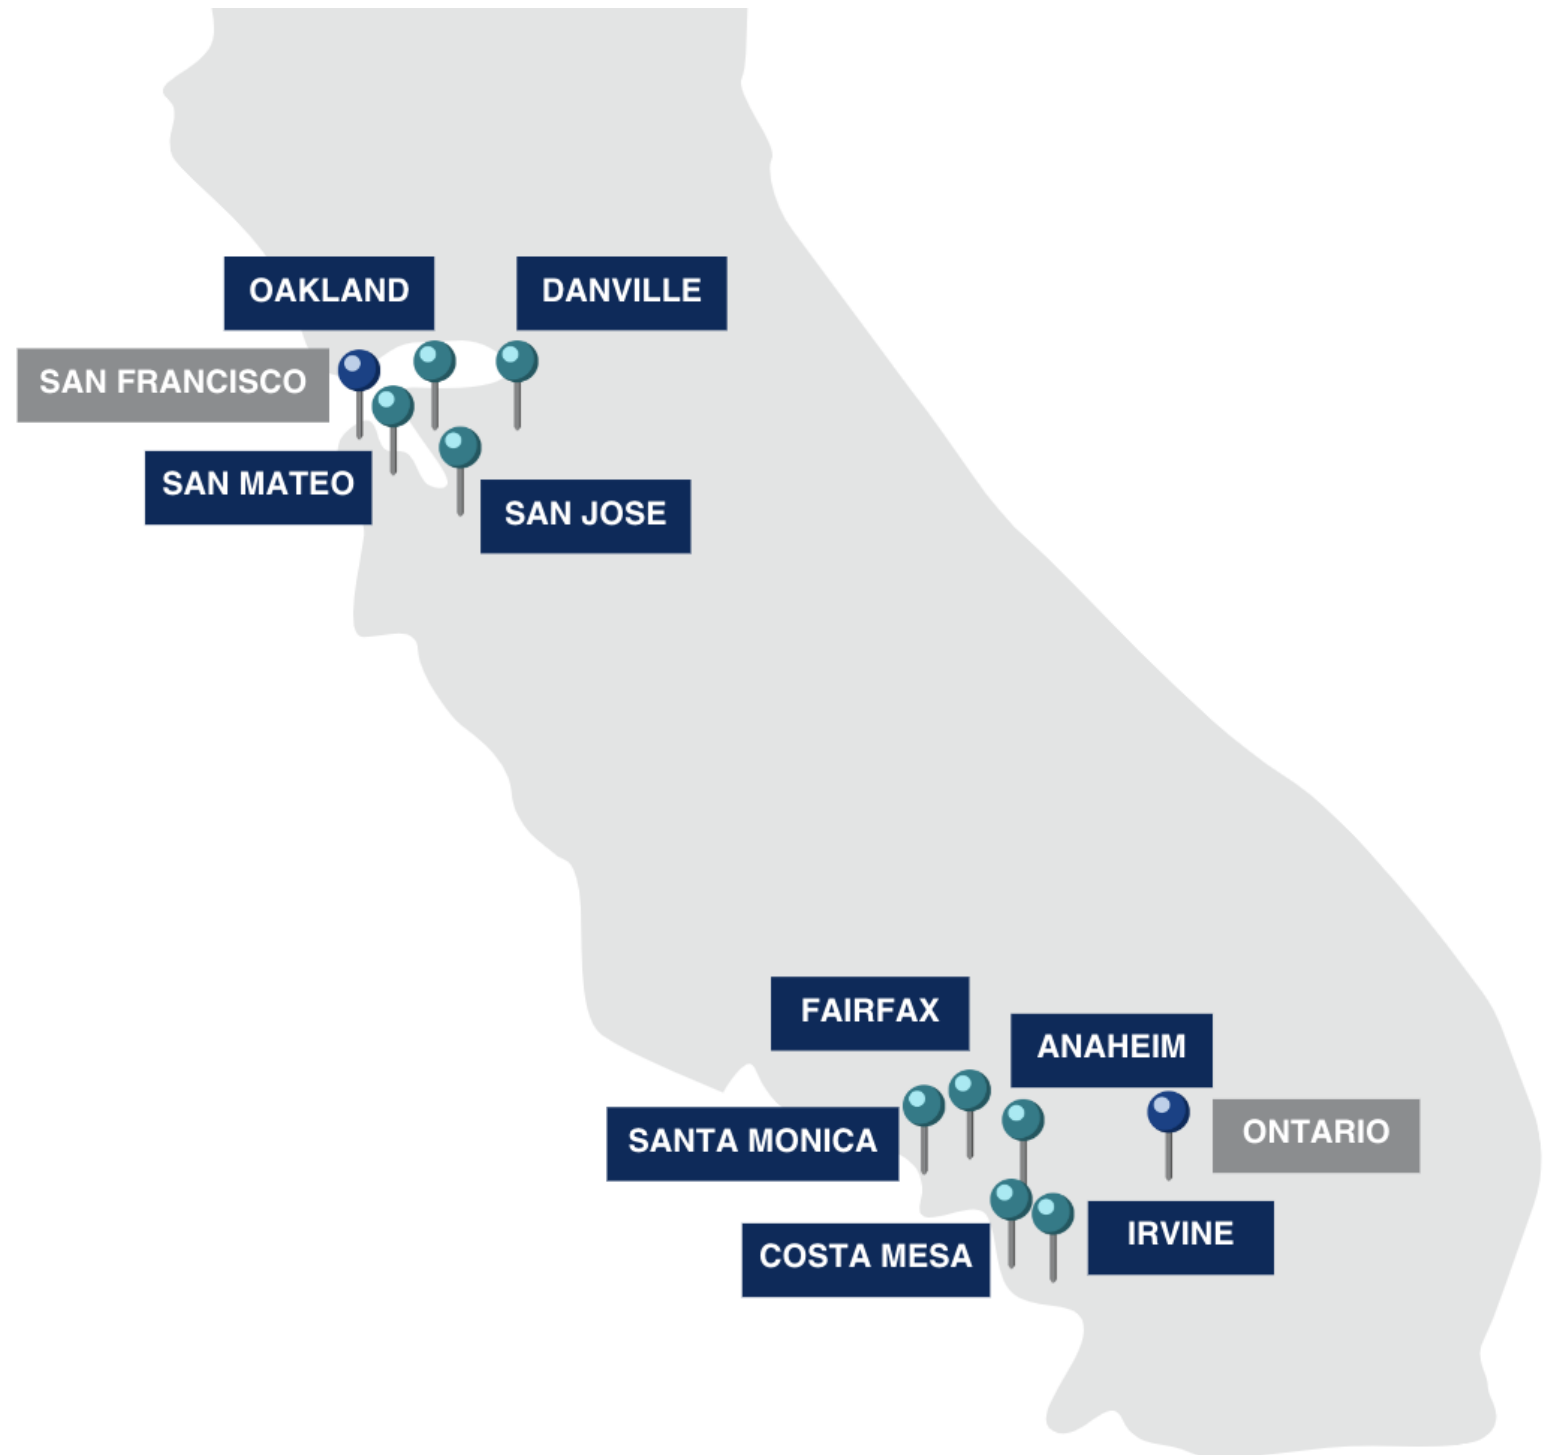 OAKLAND
DANVILLE
SAN FRANCISCO
SAN MATEO
SAN JOSE
FAIRFAX
ANAHEIM
SANTA MONICA
ONTARIO
COSTA MESA
IRVINE